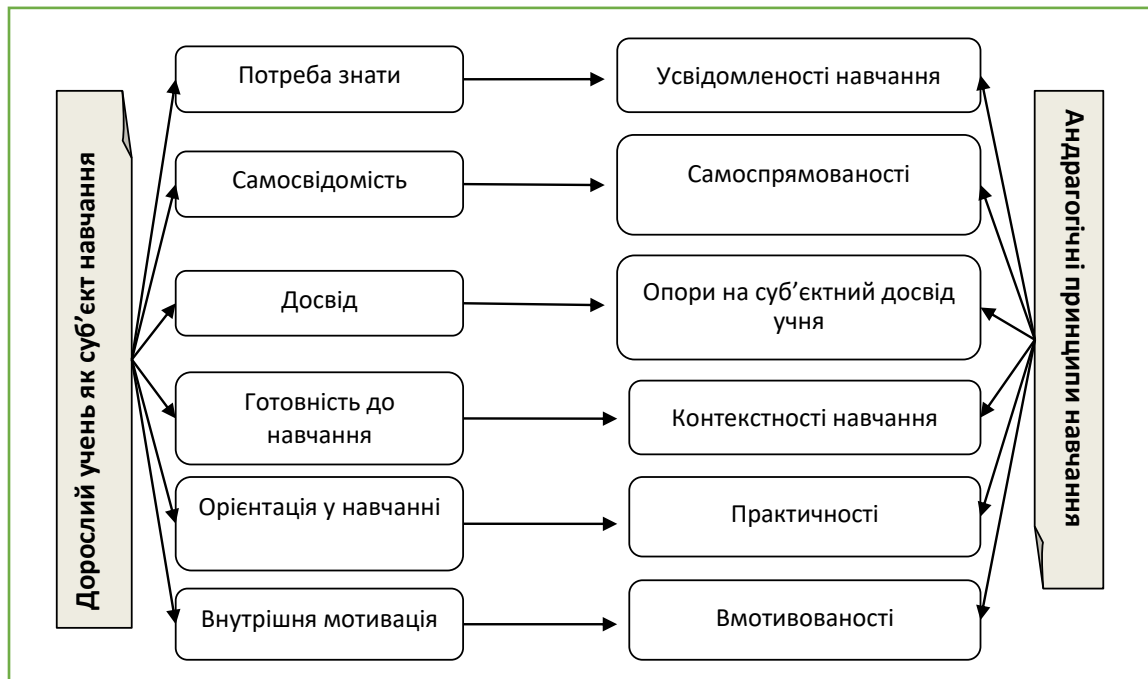 Дорослий учень як суб’єкт навчання
Потреба знати
Усвідомленості навчання
Самосвідомість
Самоспрямованості
Досвід
Опори на суб’єктний досвід
учня
Готовність до
навчання
Контекстності навчання
Орієнтація у навчанні
Практичності
Внутрішня мотивація
Вмотивованості
Андрагогічні принципи навчання